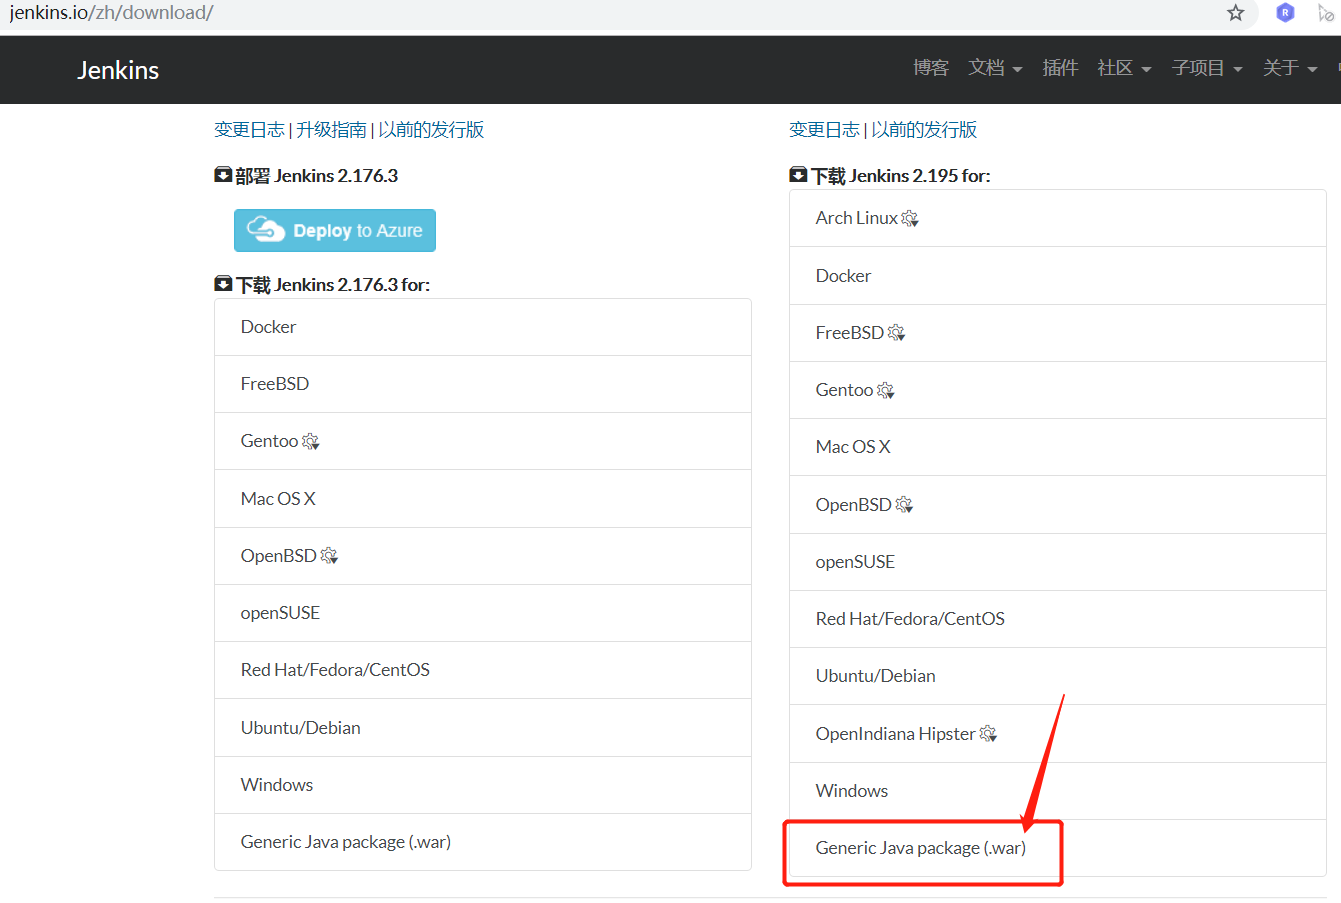 jenkins.io/zh/download/
Jenkins
博客 文档 插件 社区 子项目 关于
变更日志 | 升级指南 | 以前的发行版
部署 Jenkins 2.176.3
Deploy to Azure
下载 Jenkins 2.176.3 for:
Docker
FreeBSD
Gentoo
Mac OS X
OpenBSD
openSUSE
Red Hat/Fedora/CentOS
Ubuntu/Debian
Windows
Generic Java package (.war)
变更日志 | 以前的发行版
下载 Jenkins 2.195 for:
Arch Linux
Docker
FreeBSD
Gentoo
Mac OS X
OpenBSD
openSUSE
Red Hat/Fedora/CentOS
Ubuntu/Debian
OpenIndiana Hipster
Windows
Generic Java package (.war)